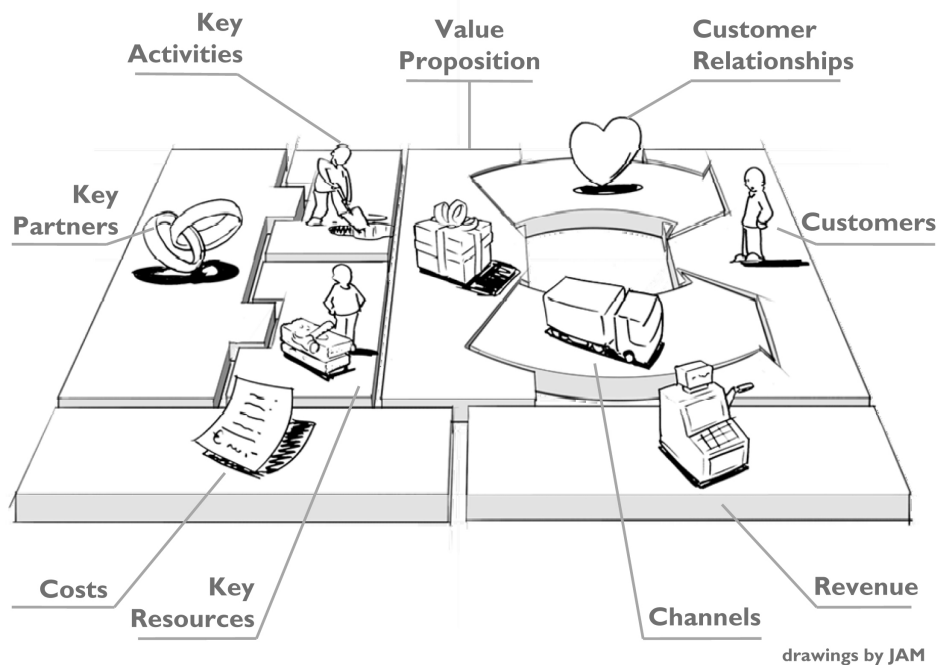 Key
Activities
Value
Proposition
Customer
Relationships
Key
Partners
Customers
Costs
Key
Resources
Channels
Revenue
drawings by JAM